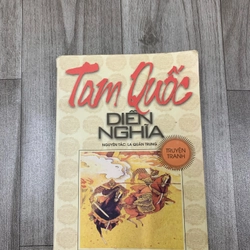 Tam Quốc
DIỄN
NGHĨA
NGUYÊN TÁC: LA QUÁN TRUNG
TRUYỆN
TRANH